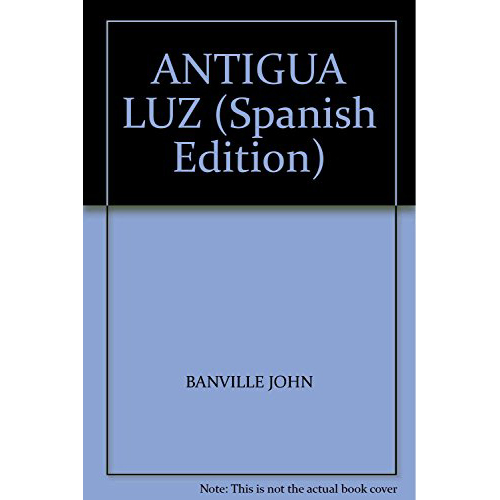 ANTIGUA
LUZ (Spanish
Edition)
BANVILLE JOHN
Note: This is not the actual book cover